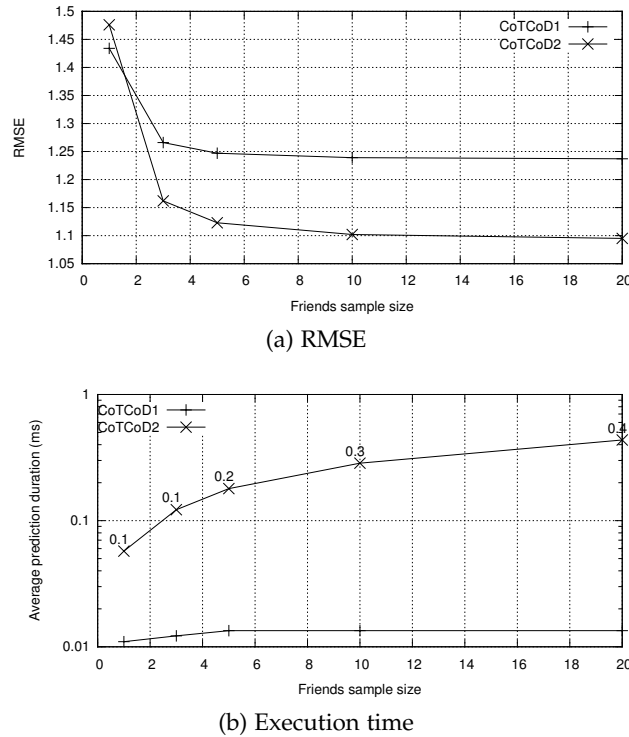 1.5
1.45
1.4
1.35
1.3
1.25
1.2
1.15
1.1
1.05
RMSE
CoTCoD1
CoTCoD2
0 2 4 6 8 10 12 14 16 18 20
Friends sample size
(a) RMSE
1
0.1
0.01
Average prediction duration (ms)
CoTCoD1
CoTCoD2
0.1
0.1
0.2
0.3
0.4
0 2 4 6 8 10 12 14 16 18 20
Friends sample size
(b) Execution time